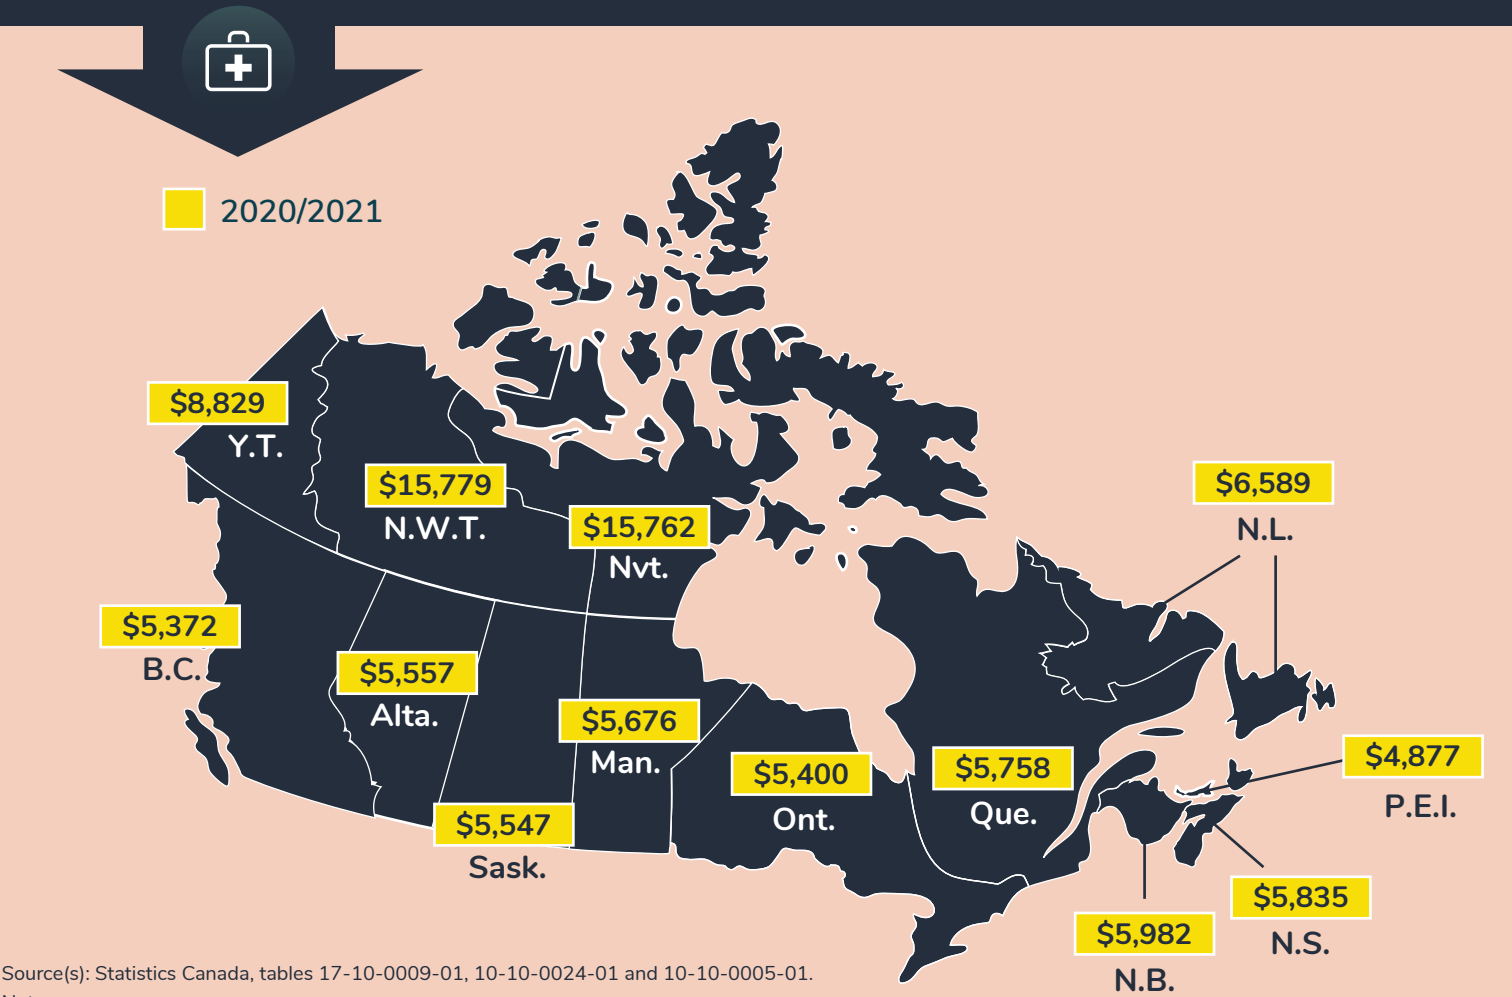 2020/2021
$8,829
Y.T.
$15,779
N.W.T.
$15,762
Nvt.
$6,589
N.L.
$5,372
B.C.
$5,557
Alta.
$5,676
Man.
$5,400
Ont.
$5,758
Que.
$4,877
P.E.I.
$5,547
Sask.
$5,835
N.S.
$5,982
N.B.
Source(s): Statistics Canada, tables 17-10-0009-01, 10-10-0024-01 and 10-10-0005-01.